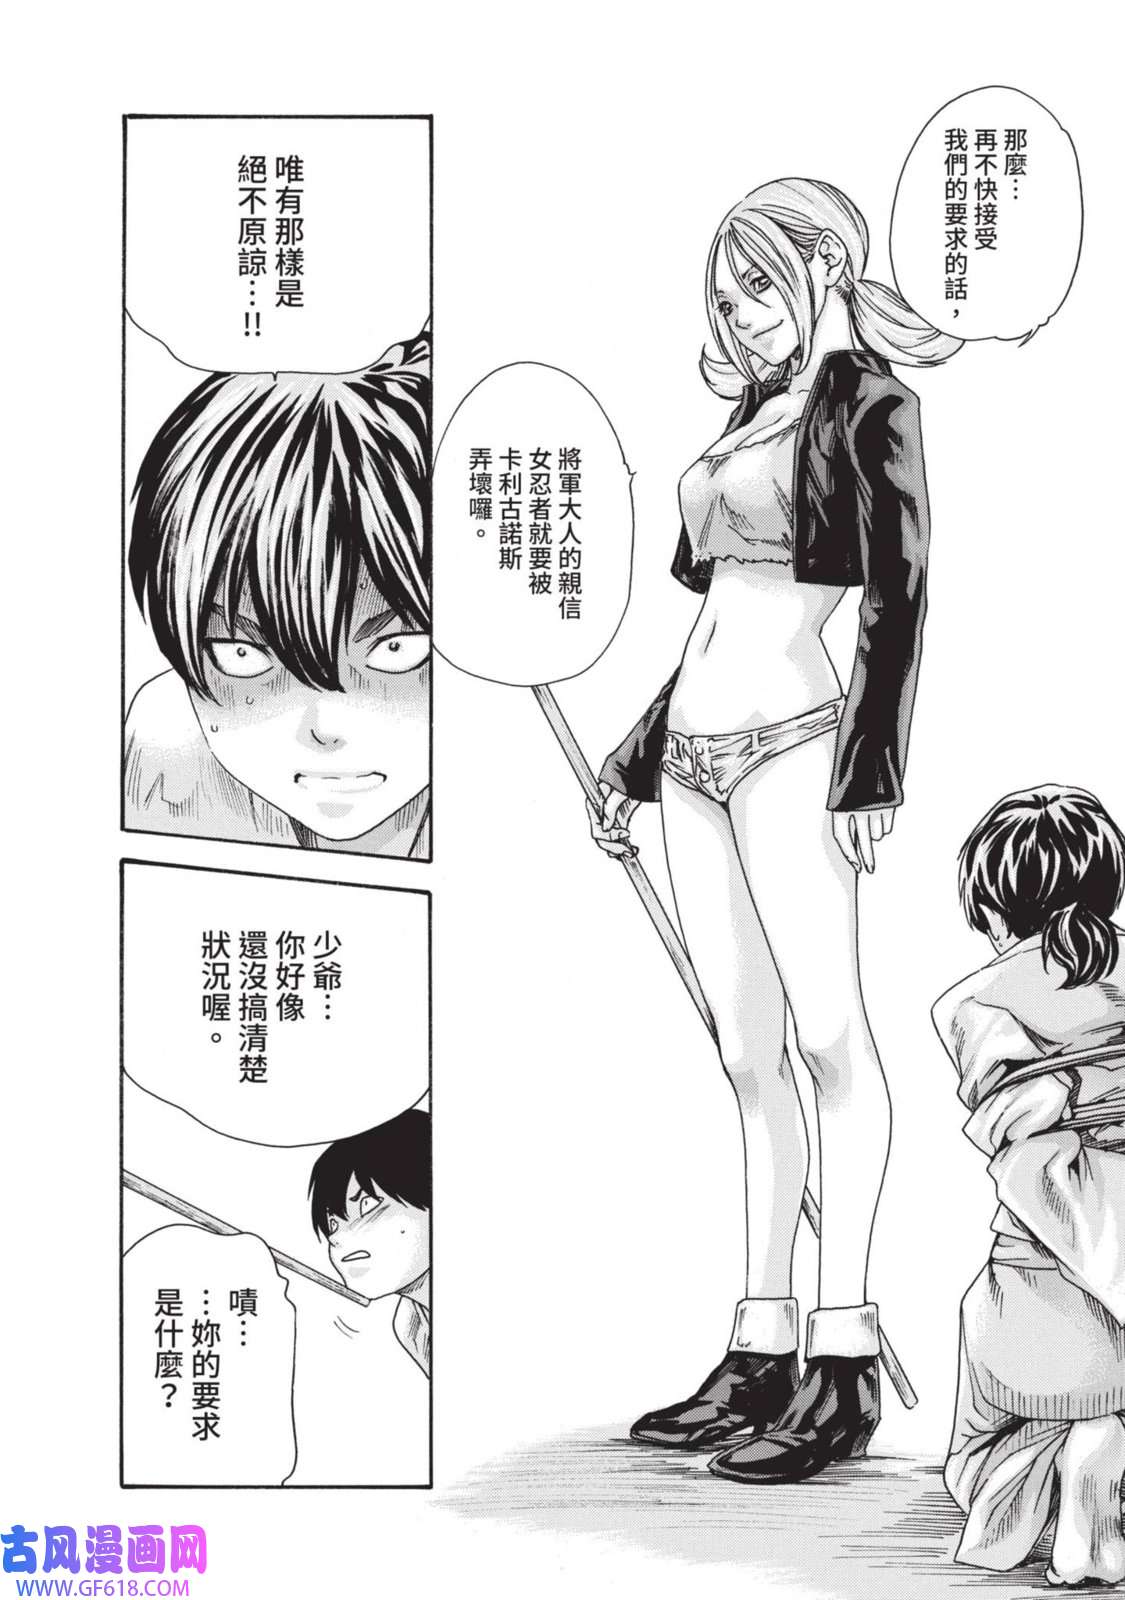 那麼…
再不快接受
我們的要求的話，
將軍大人的親信
女忍者就要被
卡利古諾斯
弄壞囉。
唯有那樣是
絕不原諒…!!
少爺…
你好像
還沒搞清楚
狀況喔。
嘖…
…妳的要求
是什麼？
古风漫画网
WWW.GF618.COM